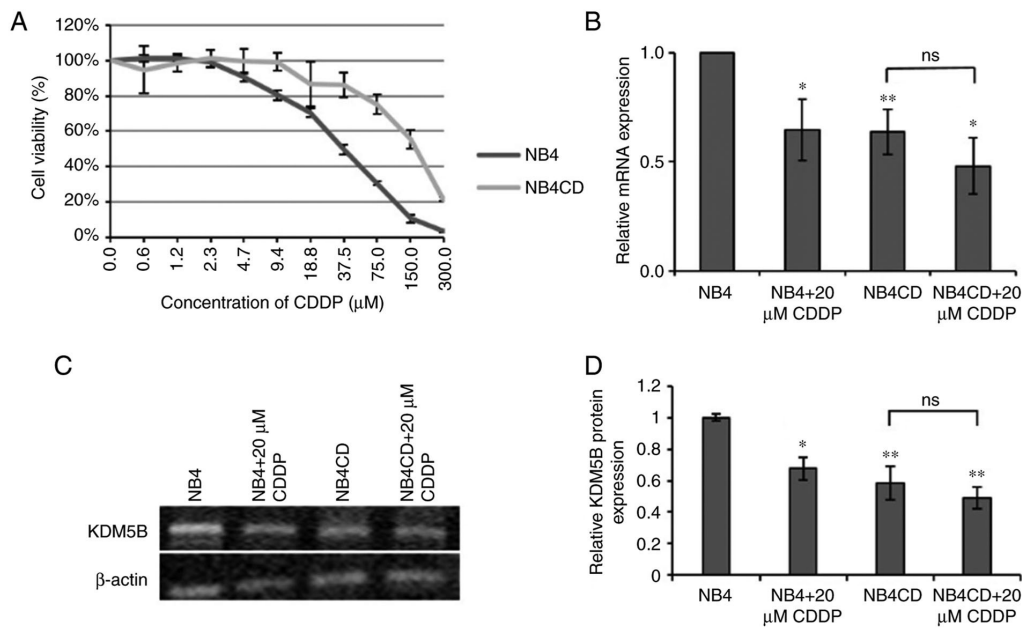 A
120%
100%
80%
60%
40%
20%
0%
Cell viability (%)
0.0
0.6
1.2
2.3
4.7
9.4
18.8
37.5
75.0
150.0
300.0
Concentration of CDDP (μM)
NB4
NB4CD
B
1.0
0.5
0.0
Relative mRNA expression
*
**
*
ns
NB4
NB4+20
μM CDDP
NB4CD
NB4CD+20
μM CDDP
C
NB4
NB4+20 μM
CDDP
NB4CD
NB4CD+20 μM
CDDP
KDM5B
β-actin
D
1.2
1
0.8
0.6
0.4
0.2
0
Relative KDM5B protein
expression
*
**
**
ns
NB4
NB4+20
μM CDDP
NB4CD
NB4CD+20
μM CDDP